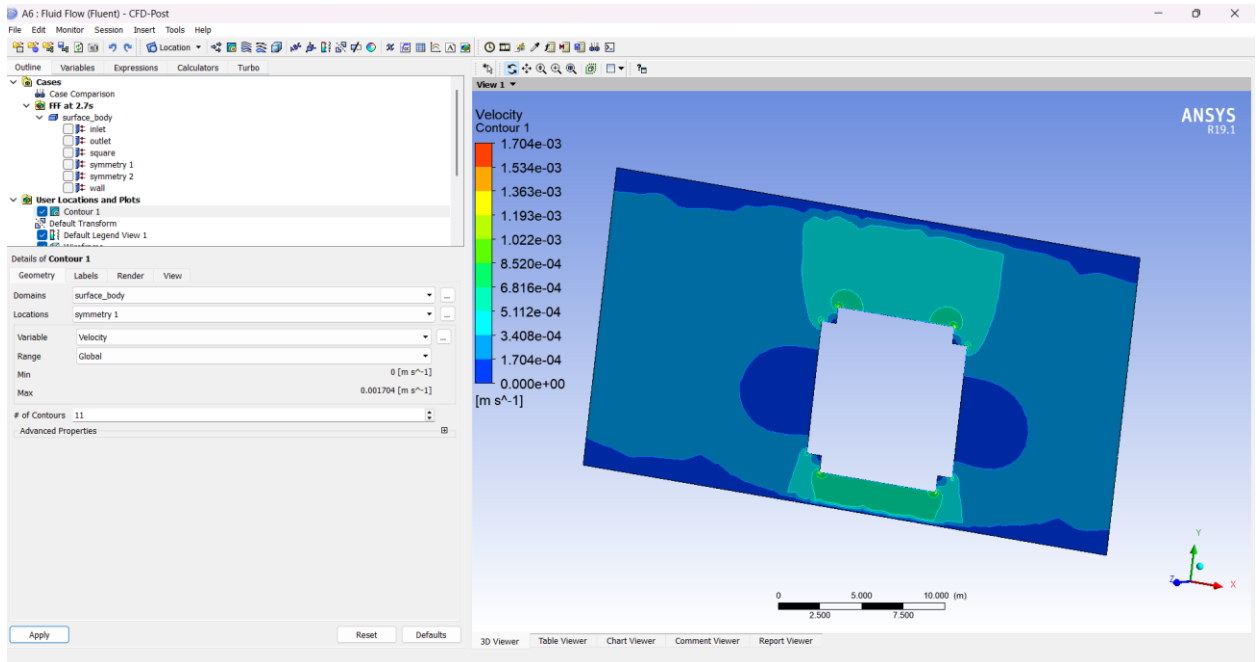 A6 : Fluid Flow (Fluent) - CFD-Post
File Edit Monitor Session Insert Tools Help
Location
Outline Variables Expressions Calculators Turbo
Cases
Case Comparison
FFF at 2.7s
surface_body
inlet
outlet
square
symmetry 1
symmetry 2
wall
User Locations and Plots
Contour 1
Default Transform
Default Legend View 1
Wireframe
Details of Contour 1
Geometry Labels Render View
Domains surface_body ...
Locations symmetry 1 ...
Variable Velocity ...
Range Global
Min 0 [m s^-1]
Max 0.001704 [m s^-1]
# of Contours 11
Advanced Properties
Apply Reset Defaults
View 1
Velocity
Contour 1
1.704e-03
1.534e-03
1.363e-03
1.193e-03
1.022e-03
8.520e-04
6.816e-04
5.112e-04
3.408e-04
1.704e-04
0.000e+00
[m s^-1]
ANSYS
R19.1
Y
Z X
0 5.000 10.000 (m)
2.500 7.500
3D Viewer Table Viewer Chart Viewer Comment Viewer Report Viewer